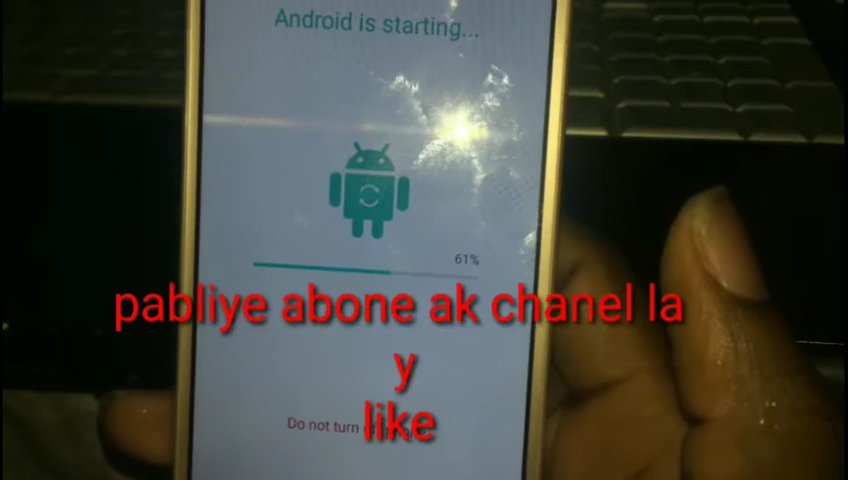 Android is starting...
61%
pabliye abone ak chanel la
y
like
Do not turn